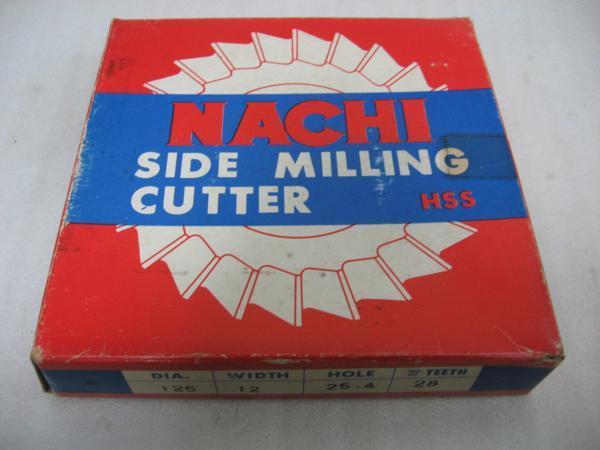 NACHI
SIDE MILLING
CUTTER HSS
DIA. WIDTH HOLE TEETH
125 12 25.4 28